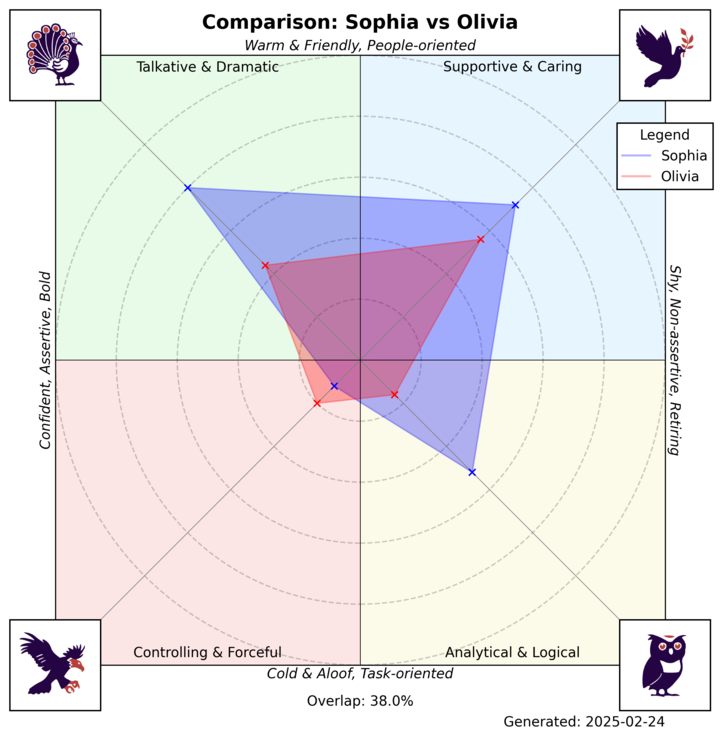 Comparison: Sophia vs Olivia
Warm & Friendly, People-oriented
Talkative & Dramatic
Supportive & Caring
Legend
Sophia
Olivia
Confident, Assertive, Bold
Shy, Non-assertive, Retiring
Controlling & Forceful
Analytical & Logical
Cold & Aloof, Task-oriented
Overlap: 38.0%
Generated: 2025-02-24